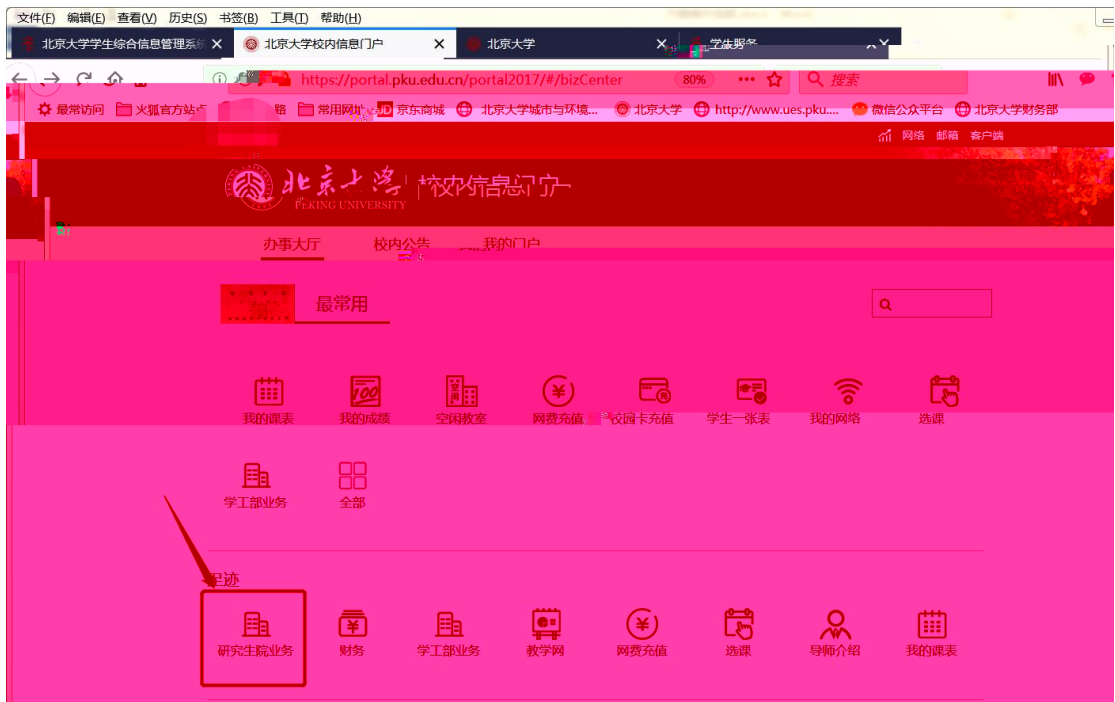 文件(F) 编辑(E) 查看(V) 历史(S) 书签(B) 工具(T) 帮助(H)
北京大学学生综合信息管理系统 北京大学校内信息门户 北京大学
https://portal.pku.edu.cn/portal2017/#/bizCenter 80% 搜索
最常访问 火狐官方站点 常用网址 京东商城 北京大学城市与环境... 北京大学 http://www.ues.pku.... 微信公众平台 北京大学财务部
网络 邮箱 客户端
北京大学 校内信息门户
PEKING UNIVERSITY
办事大厅 校内公告 我的门户
最常用
我的课表 我的成绩 空闲教室 网费充值 校园卡充值 学生一张表 我的网络 选课
学工部业务 全部
足迹
研究生院业务 财务 学工部业务 教学网 网费充值 选课 导师介绍 我的课表